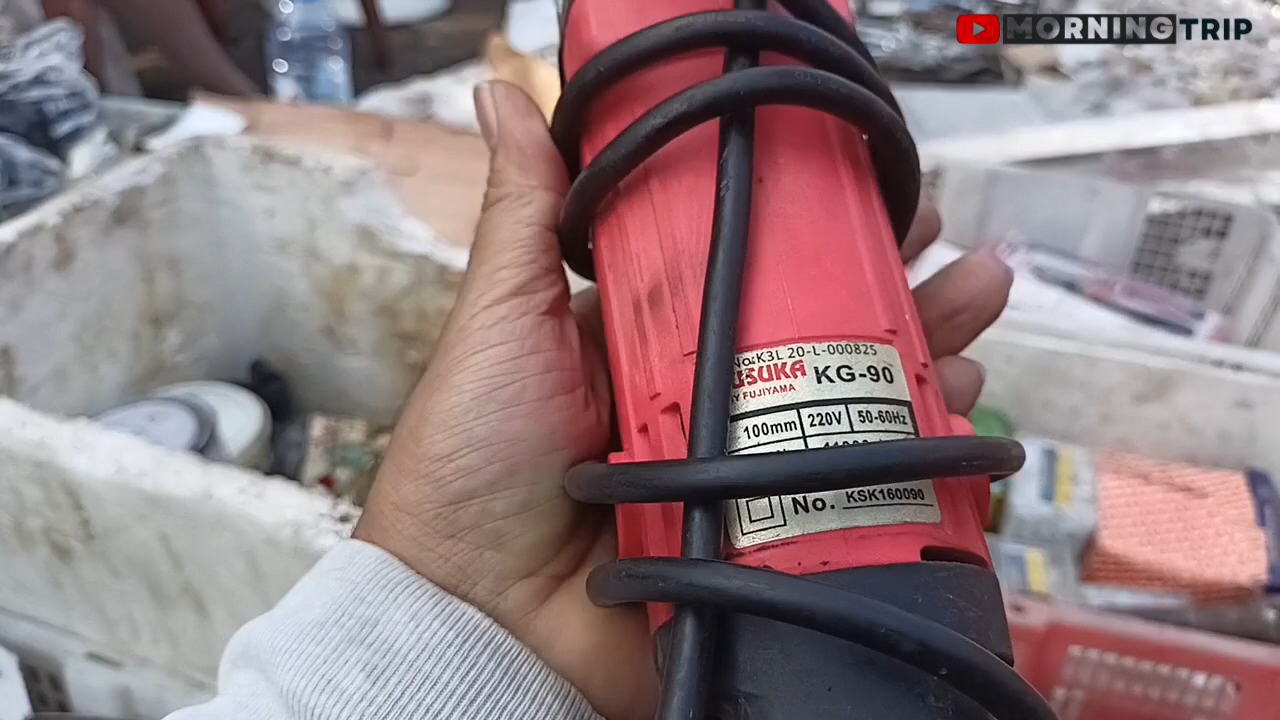 MORNINGTRIP
No:K3L 20-L-000825
KG-90
BY FUJIYAMA
100mm 220V 50-60Hz
No. KSK160090